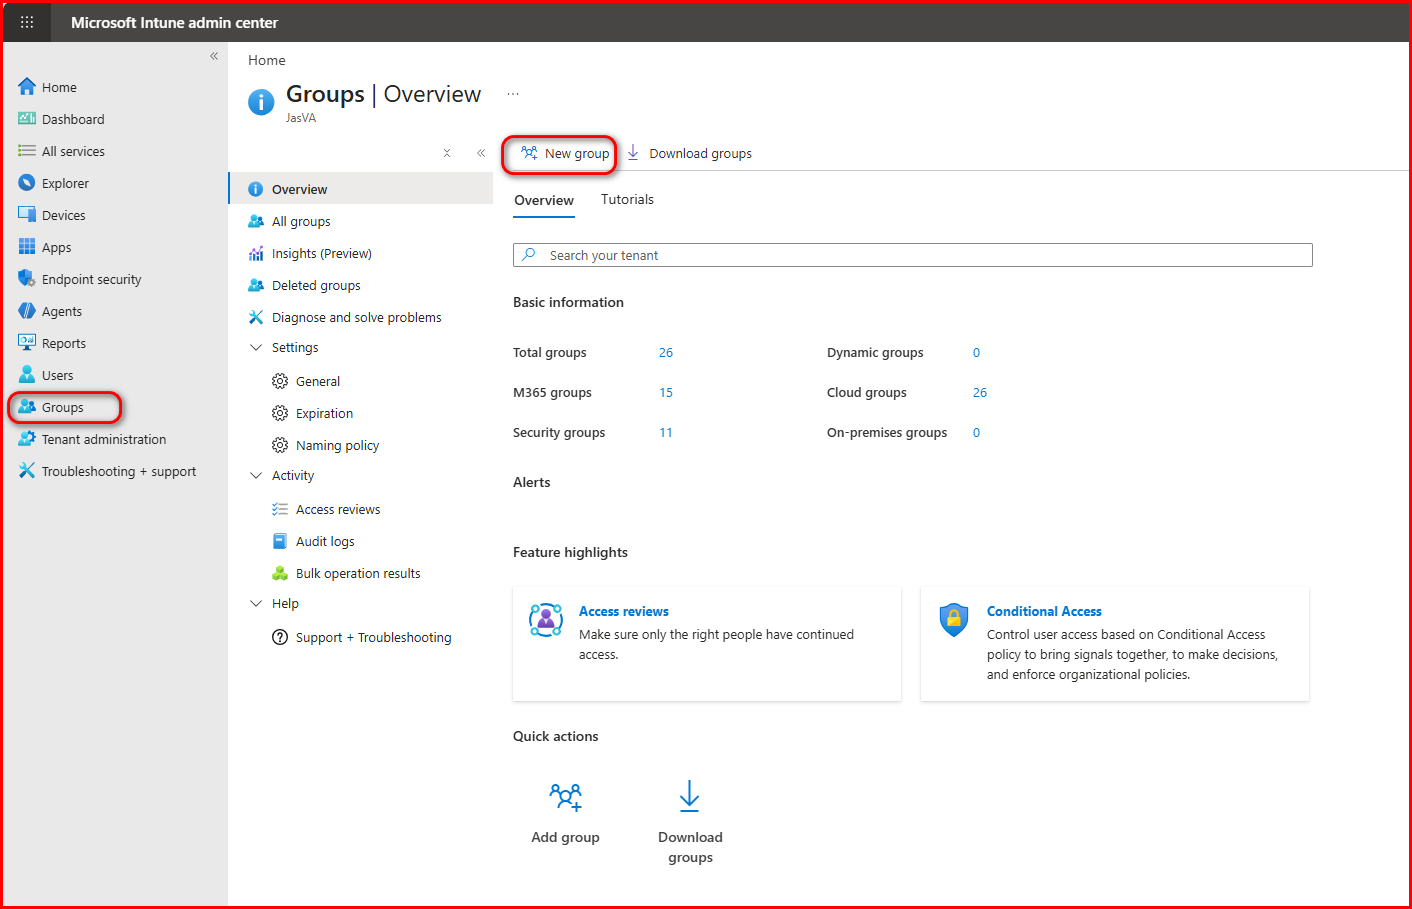 Microsoft Intune admin center
Home
Dashboard
All services
Explorer
Devices
Apps
Endpoint security
Agents
Reports
Users
Groups
Tenant administration
Troubleshooting + support
Home
Groups | Overview
JasVA
Overview
All groups
Insights (Preview)
Deleted groups
Diagnose and solve problems
Settings
General
Expiration
Naming policy
Activity
Access reviews
Audit logs
Bulk operation results
Help
Support + Troubleshooting
New group
Download groups
Overview
Tutorials
Search your tenant
Basic information
Total groups 26
Dynamic groups 0
M365 groups 15
Cloud groups 26
Security groups 11
On-premises groups 0
Alerts
Feature highlights
Access reviews
Make sure only the right people have continued
access.
Conditional Access
Control user access based on Conditional Access
policy to bring signals together, to make decisions,
and enforce organizational policies.
Quick actions
Add group
Download
groups